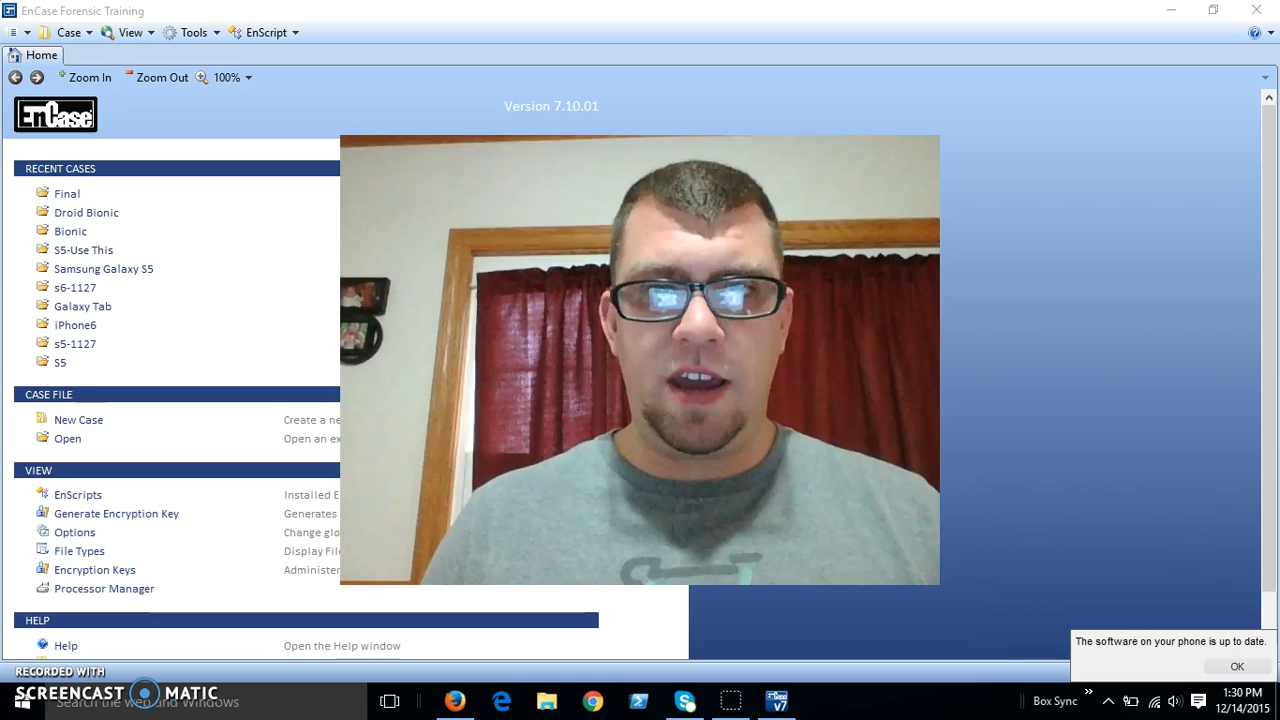 EnCase Forensic Training
Case View Tools EnScript
Home
Zoom In Zoom Out 100%
EnCase
Version 7.10.01
RECENT CASES
Final
Droid Bionic
Bionic
S5-Use This
Samsung Galaxy S5
s6-1127
Galaxy Tab
iPhone6
s5-1127
S5
CASE FILE
New Case Create a ne
Open Open an ex
VIEW
EnScripts Installed E
Generate Encryption Key Generates
Options Change glo
File Types Display File
Encryption Keys Administer
Processor Manager
HELP
Help Open the Help window
The software on your phone is up to date.
OK
RECORDED WITH
SCREENCAST MATIC
Search the web and Windows
v7
Box Sync
1:30 PM
12/14/2015